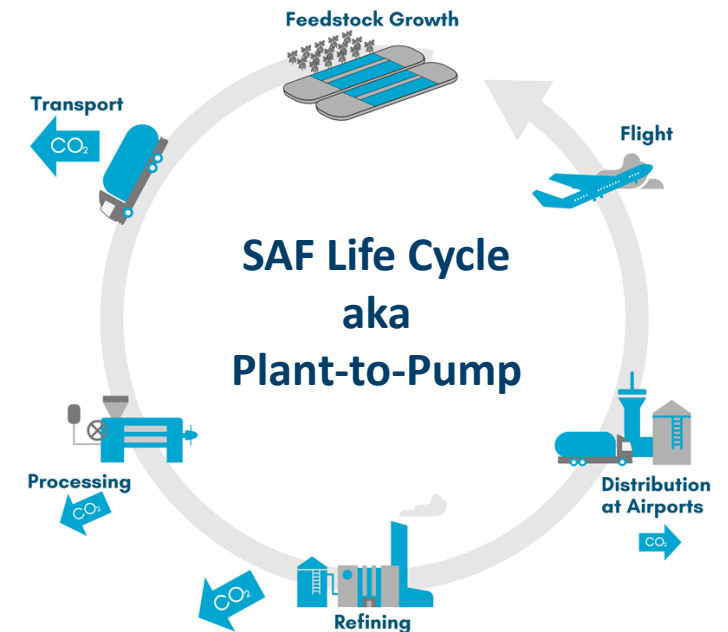 Feedstock Growth
Transport
CO₂
Flight
SAF Life Cycle
aka
Plant-to-Pump
Processing
CO₂
Distribution
at Airports
CO₂
CO₂
Refining